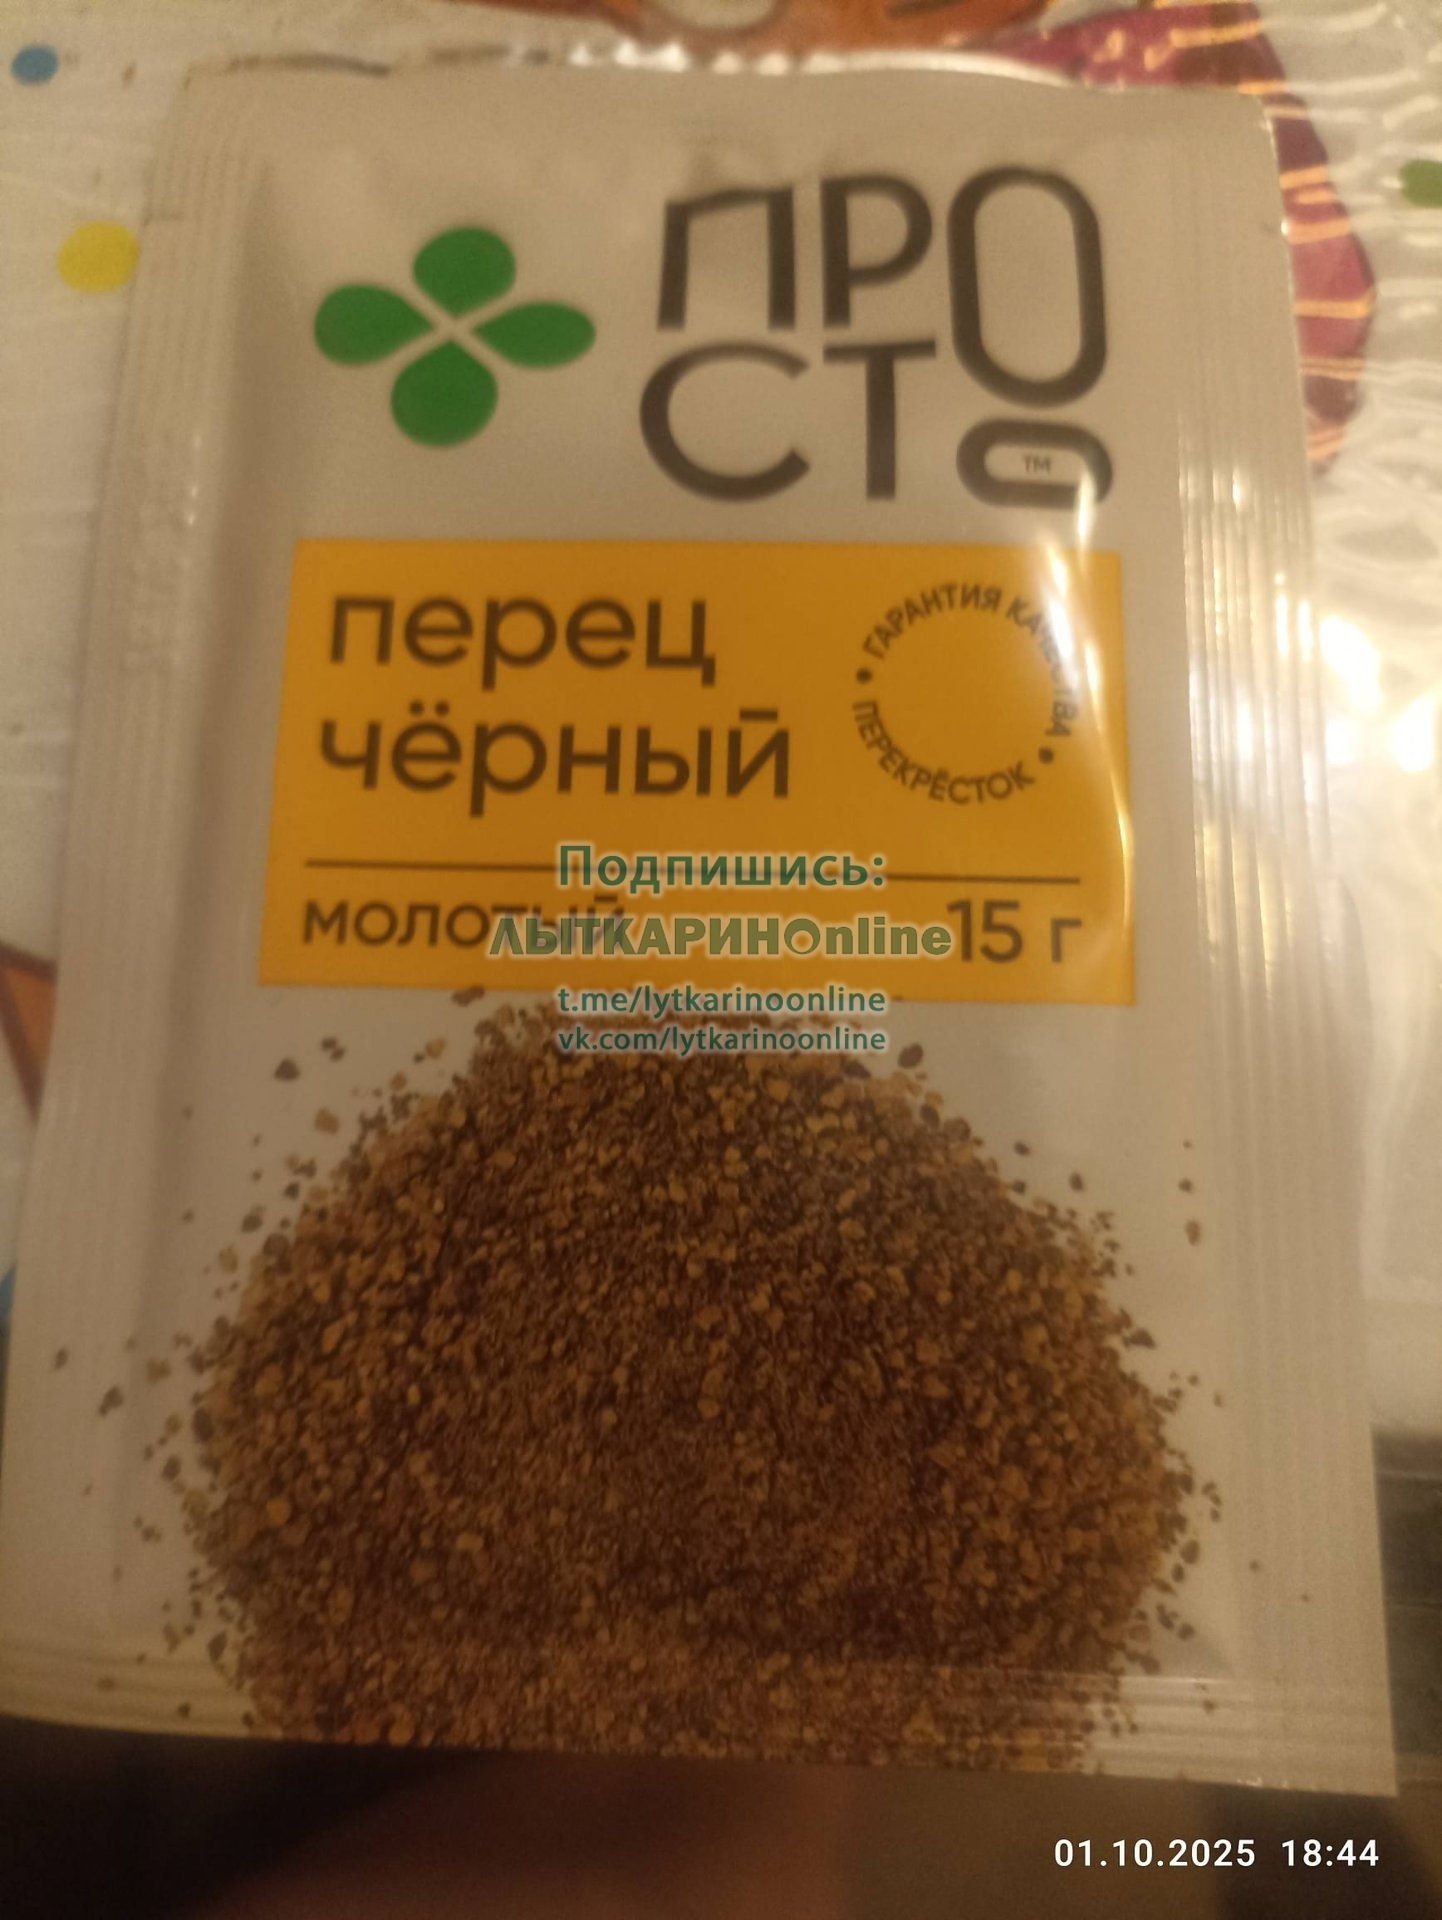 ПРО
СТО
TM
перец
чёрный
• ГАРАНТИЯ КАЧЕСТВА • ПЕРЕКРЁСТОК
молотый
15 г
Подпишись:
ЛЫТКАРИНОnline
t.me/lytkarinoonline
vk.com/lytkarinoonline
01.10.2025 18:44